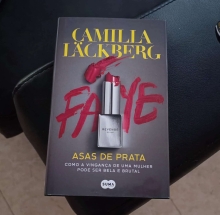 CAMILLA
LÄCKBERG
FAYE
ASAS DE PRATA
COMO A VINGANÇA DE UMA MULHER
PODE SER BELA E BRUTAL
SUMA